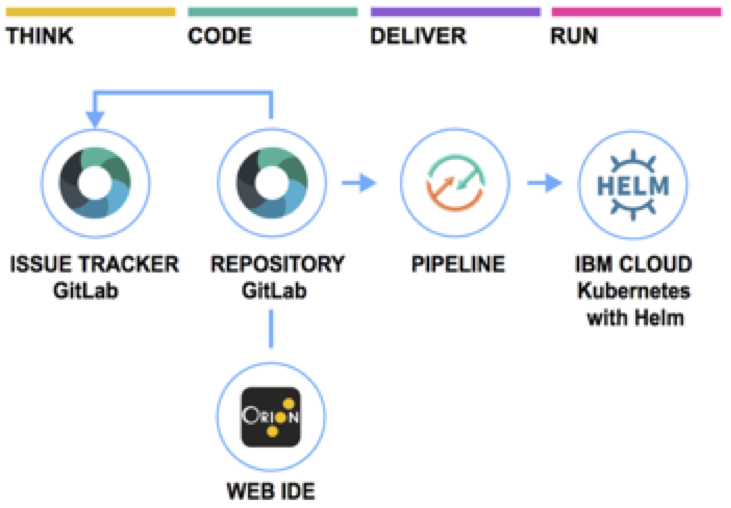 THINK
CODE
DELIVER
RUN
HELM
ISSUE TRACKER
GitLab
REPOSITORY
GitLab
PIPELINE
IBM CLOUD
Kubernetes
with Helm
ORION
WEB IDE